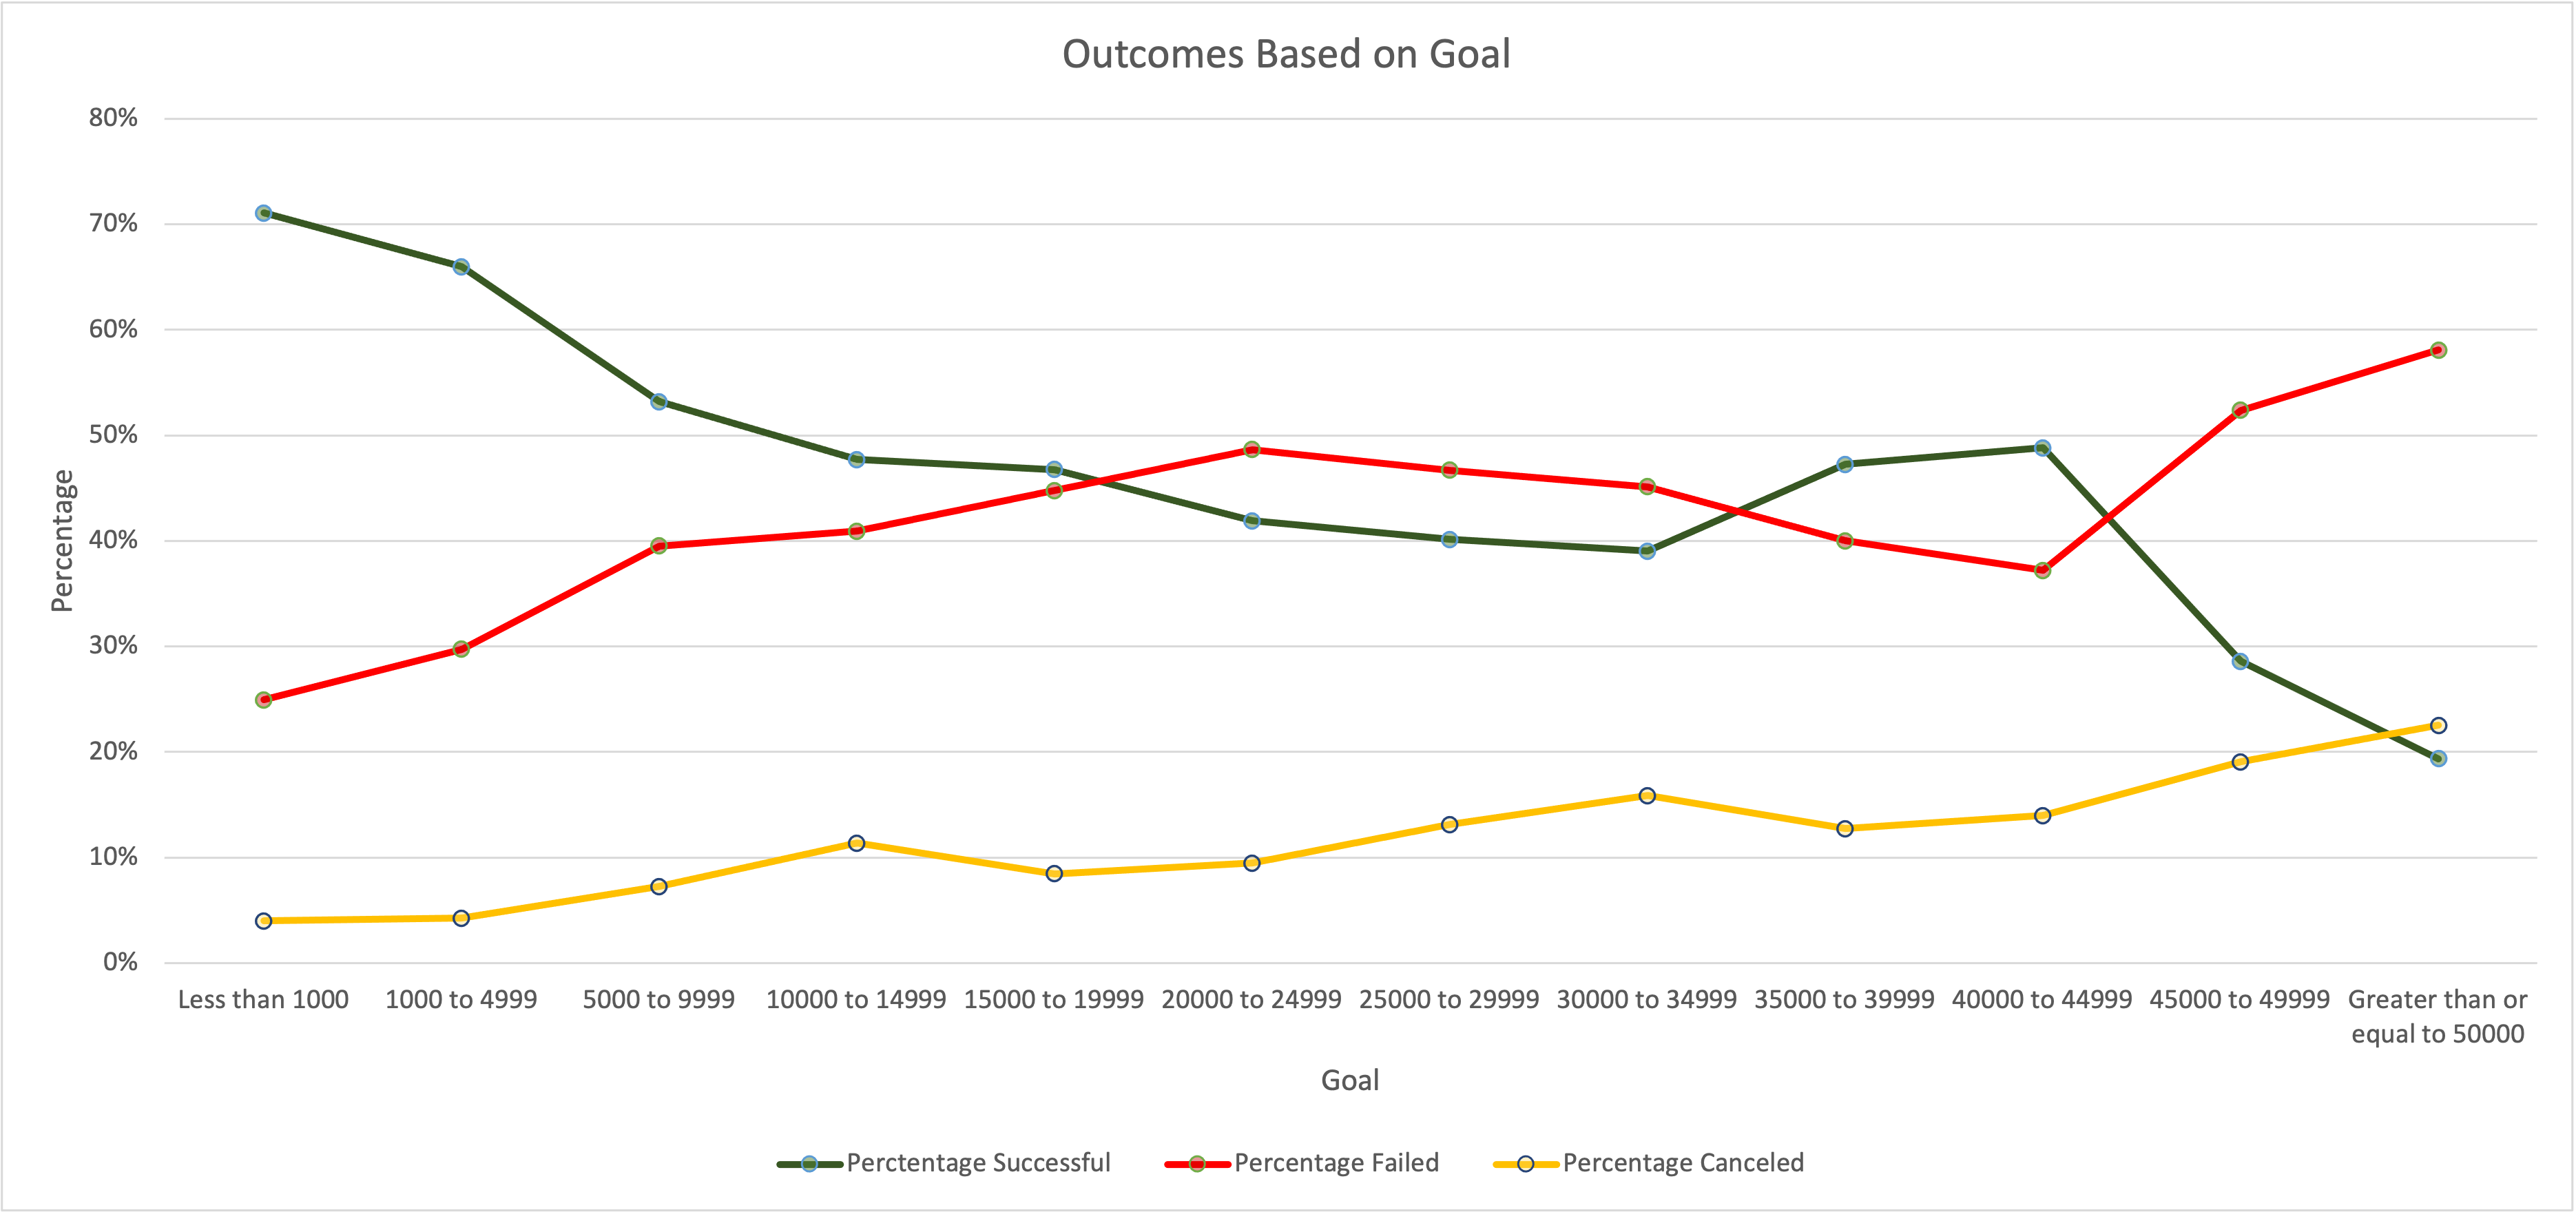 Outcomes Based on Goal
80%
70%
60%
50%
40%
30%
20%
10%
0%
Percentage
Less than 1000 1000 to 4999 5000 to 9999 10000 to 14999 15000 to 19999 20000 to 24999 25000 to 29999 30000 to 34999 35000 to 39999 40000 to 44999 45000 to 49999 Greater than or
equal to 50000
Goal
Perctentage Successful Percentage Failed Percentage Canceled